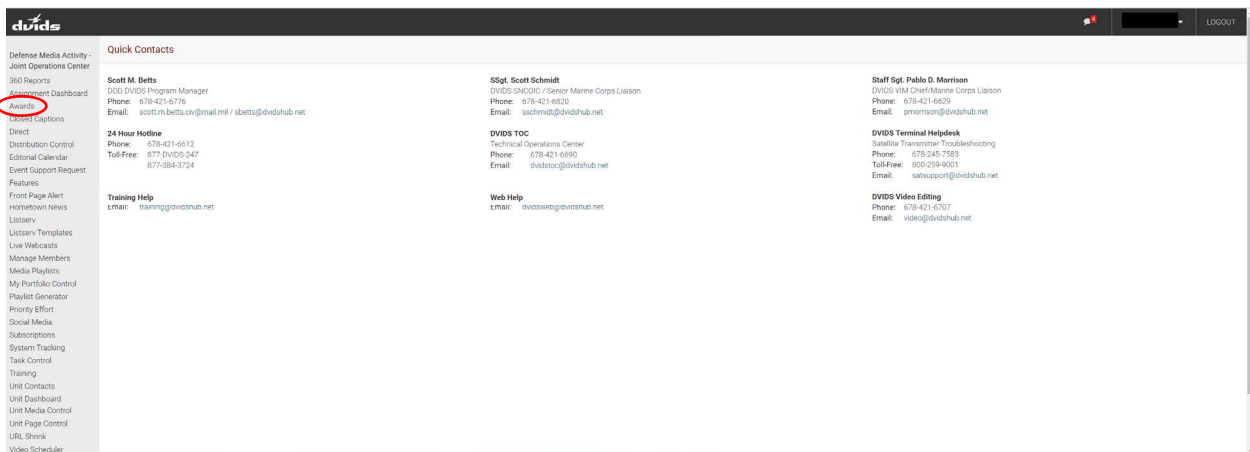 dvids
4
LOGOUT
Defense Media Activity -
Joint Operations Center
360 Reports
Assignment Dashboard
Awards
Closed Captions
Direct
Distribution Control
Editorial Calendar
Event Support Request
Features
Front Page Alert
Hometown News
Listserv
Listserv Templates
Live Webcasts
Manage Members
Media Playlists
My Portfolio Control
Playlist Generator
Priority Effort
Social Media
Subscriptions
System Tracking
Task Control
Training
Unit Contacts
Unit Dashboard
Unit Media Control
Unit Page Control
URL Shrink
Video Scheduler
Quick Contacts
Scott M. Betts
DOD DVIDS Program Manager
Phone: 678-421-6776
Email: scott.m.betts.civ@mail.mil / sbetts@dvidshub.net
SSgt. Scott Schmidt
DVIDS SNCOIC / Senior Marine Corps Liaison
Phone: 678-421-6820
Email: sschmidt@dvidshub.net
Staff Sgt. Pablo D. Morrison
DVIDS VIM Chief/Marine Corps Liaison
Phone: 678-421-6629
Email: pmorrison@dvidshub.net
24 Hour Hotline
Phone: 678-421-6612
Toll-Free: 877-DVIDS-247
877-384-3724
DVIDS TOC
Technical Operations Center
Phone: 678-421-6690
Email: dvidstoc@dvidshub.net
DVIDS Terminal Helpdesk
Satellite Transmitter Troubleshooting
Phone: 678-245-7583
Toll-Free: 800-259-9001
Email: satsupport@dvidshub.net
Training Help
Email: training@dvidshub.net
Web Help
Email: dvidsweb@dvidshub.net
DVIDS Video Editing
Phone: 678-421-6707
Email: video@dvidshub.net